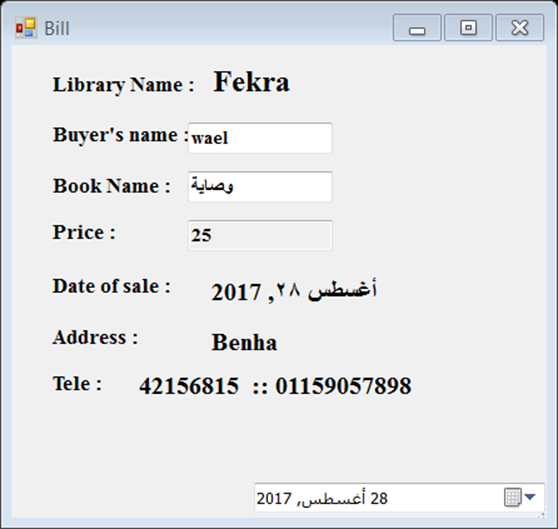 Bill
Library Name : Fekra
Buyer's name : wael
Book Name : وصاية
Price : 25
Date of sale : أغسطس ٢٨, 2017
Address : Benha
Tele : 42156815 :: 01159057898
28 أغسطس, 2017